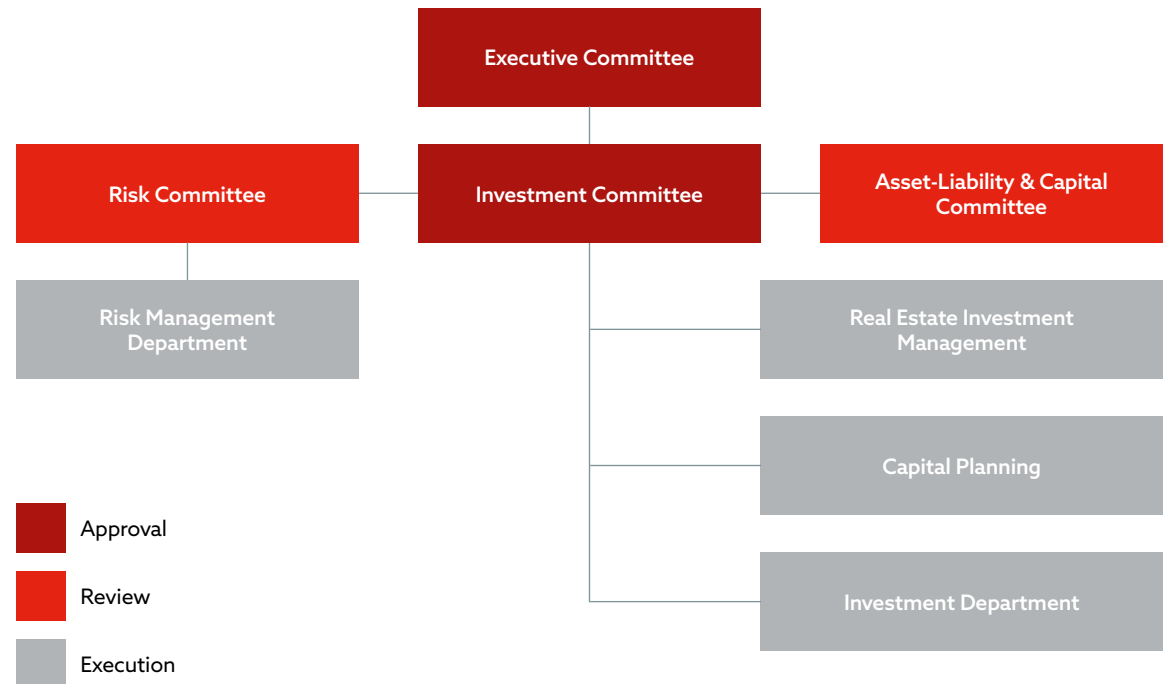 Executive Committee
Risk Committee
Investment Committee
Asset-Liability & Capital
Committee
Risk Management
Department
Real Estate Investment
Management
Capital Planning
Investment Department
Approval
Review
Execution